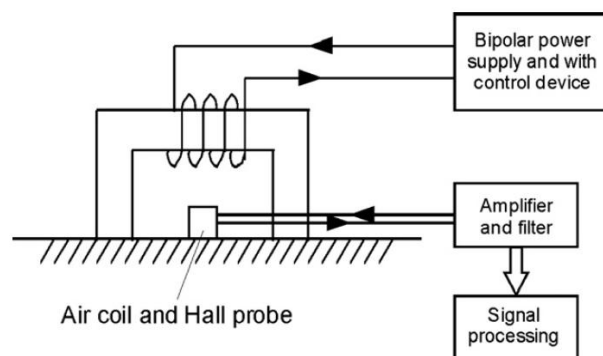 Bipolar power
supply and with
control device
Amplifier
and filter
Air coil and Hall probe
Signal
processing